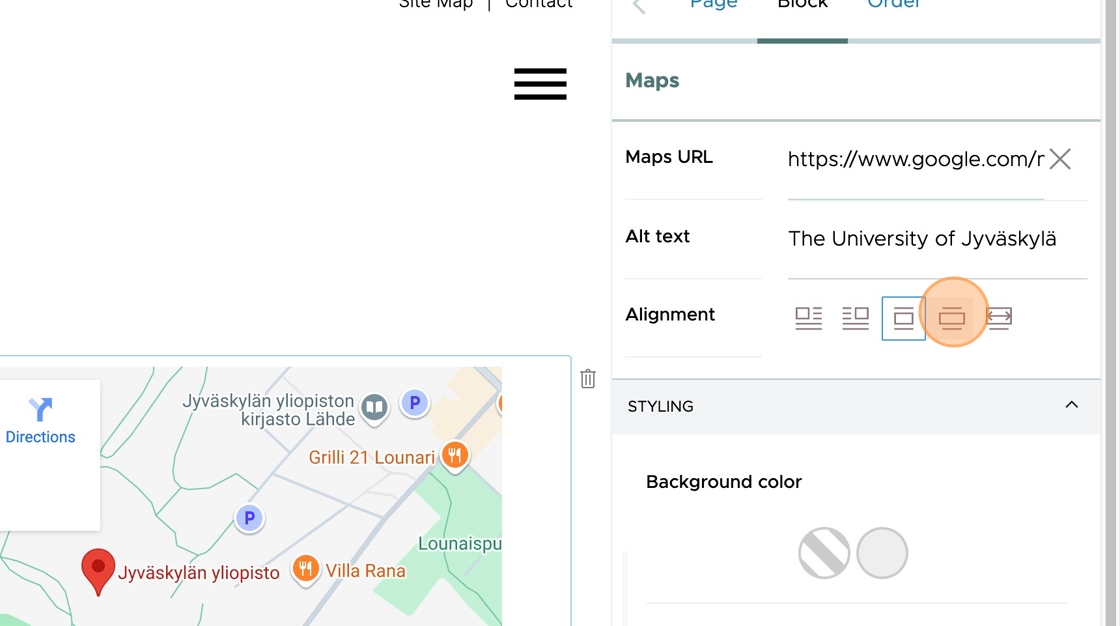 Site Map | Contact
Page Block Order
Maps
Maps URL https://www.google.com/r
Alt text The University of Jyväskylä
Alignment
STYLING
Background color
Directions
Jyväskylän yliopiston
kirjasto Lähde
P
Grilli 21 Lounari
P
Lounaispu
Jyväskylän yliopisto
Villa Rana